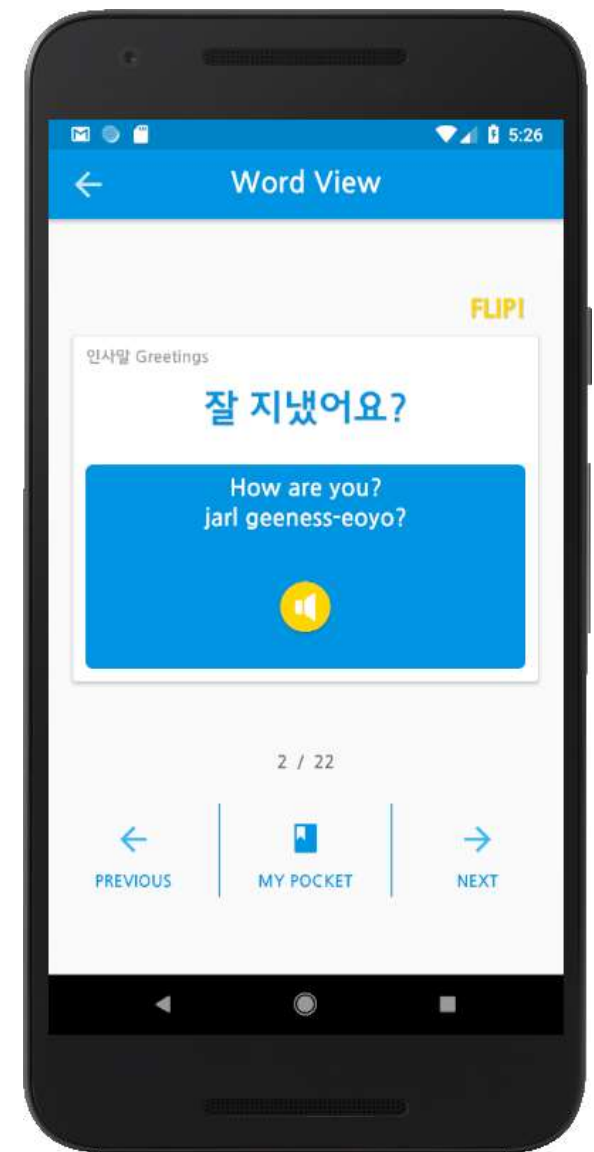 5:26
Word View
FLIP!
인사말 Greetings
잘 지냈어요?
How are you?
jarl geeness-eoyo?
2 / 22
PREVIOUS
MY POCKET
NEXT